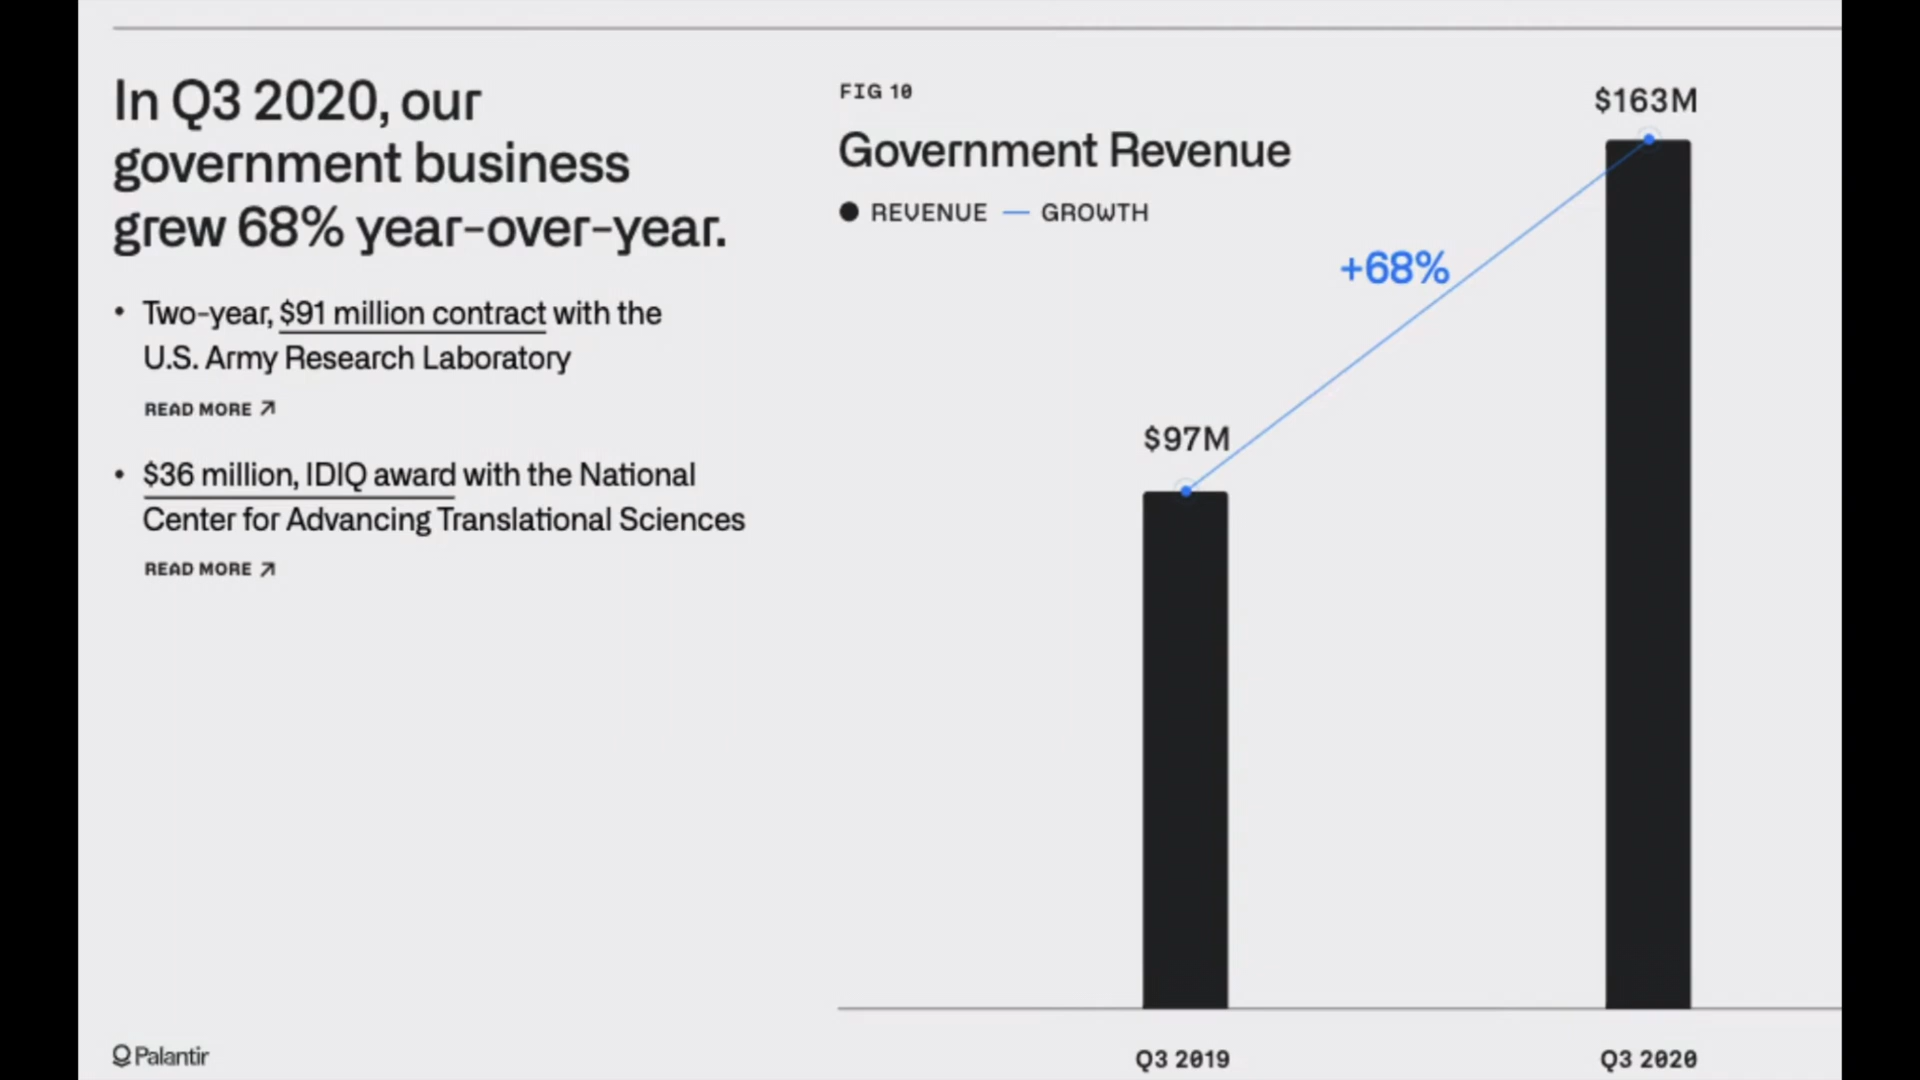 In Q3 2020, our
government business
grew 68% year-over-year.
• Two-year, $91 million contract with the
U.S. Army Research Laboratory
READ MORE ↗
• $36 million, IDIQ award with the National
Center for Advancing Translational Sciences
READ MORE ↗
Palantir
FIG 10
Government Revenue
REVENUE — GROWTH
$163M
+68%
$97M
Q3 2019
Q3 2020